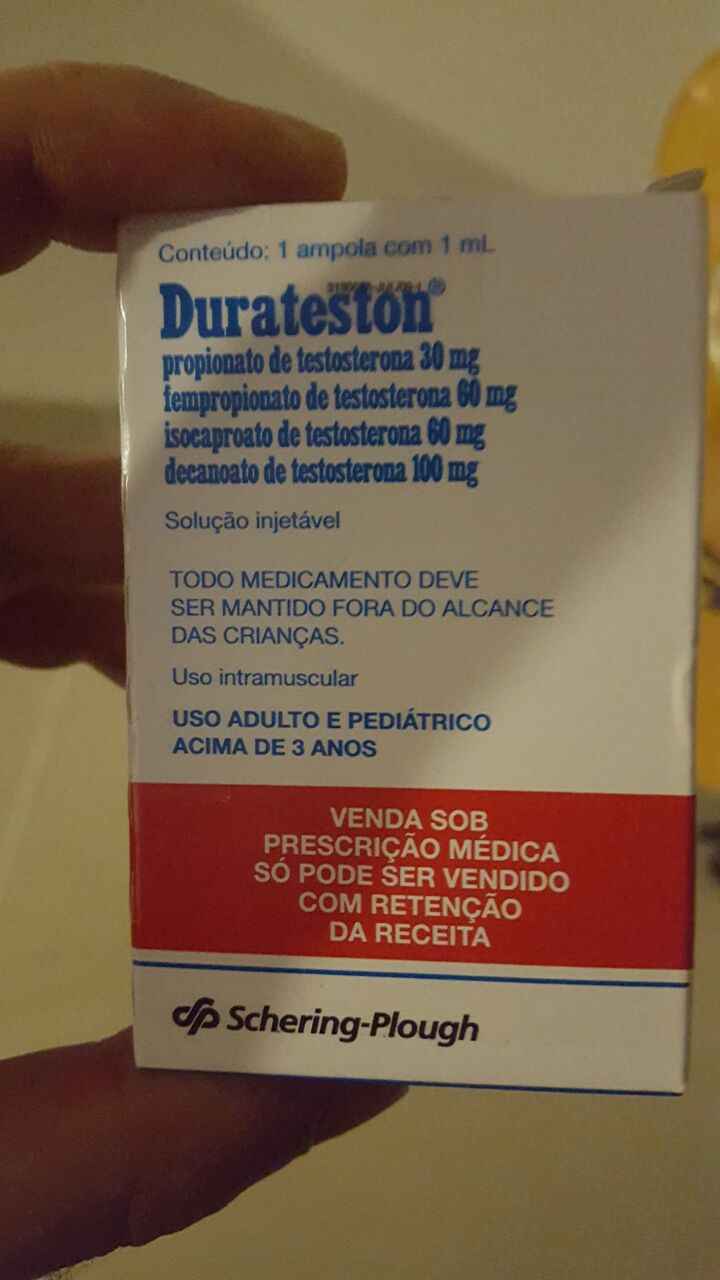 Conteúdo: 1 ampola com 1 mL
Durateston®
propionato de testosterona 30 mg
fempropionato de testosterona 60 mg
isocaproato de testosterona 60 mg
decanoato de testosterona 100 mg
Solução injetável
TODO MEDICAMENTO DEVE
SER MANTIDO FORA DO ALCANCE
DAS CRIANÇAS.
Uso intramuscular
USO ADULTO E PEDIÁTRICO
ACIMA DE 3 ANOS
VENDA SOB
PRESCRIÇÃO MÉDICA
SÓ PODE SER VENDIDO
COM RETENÇÃO
DA RECEITA
Schering-Plough